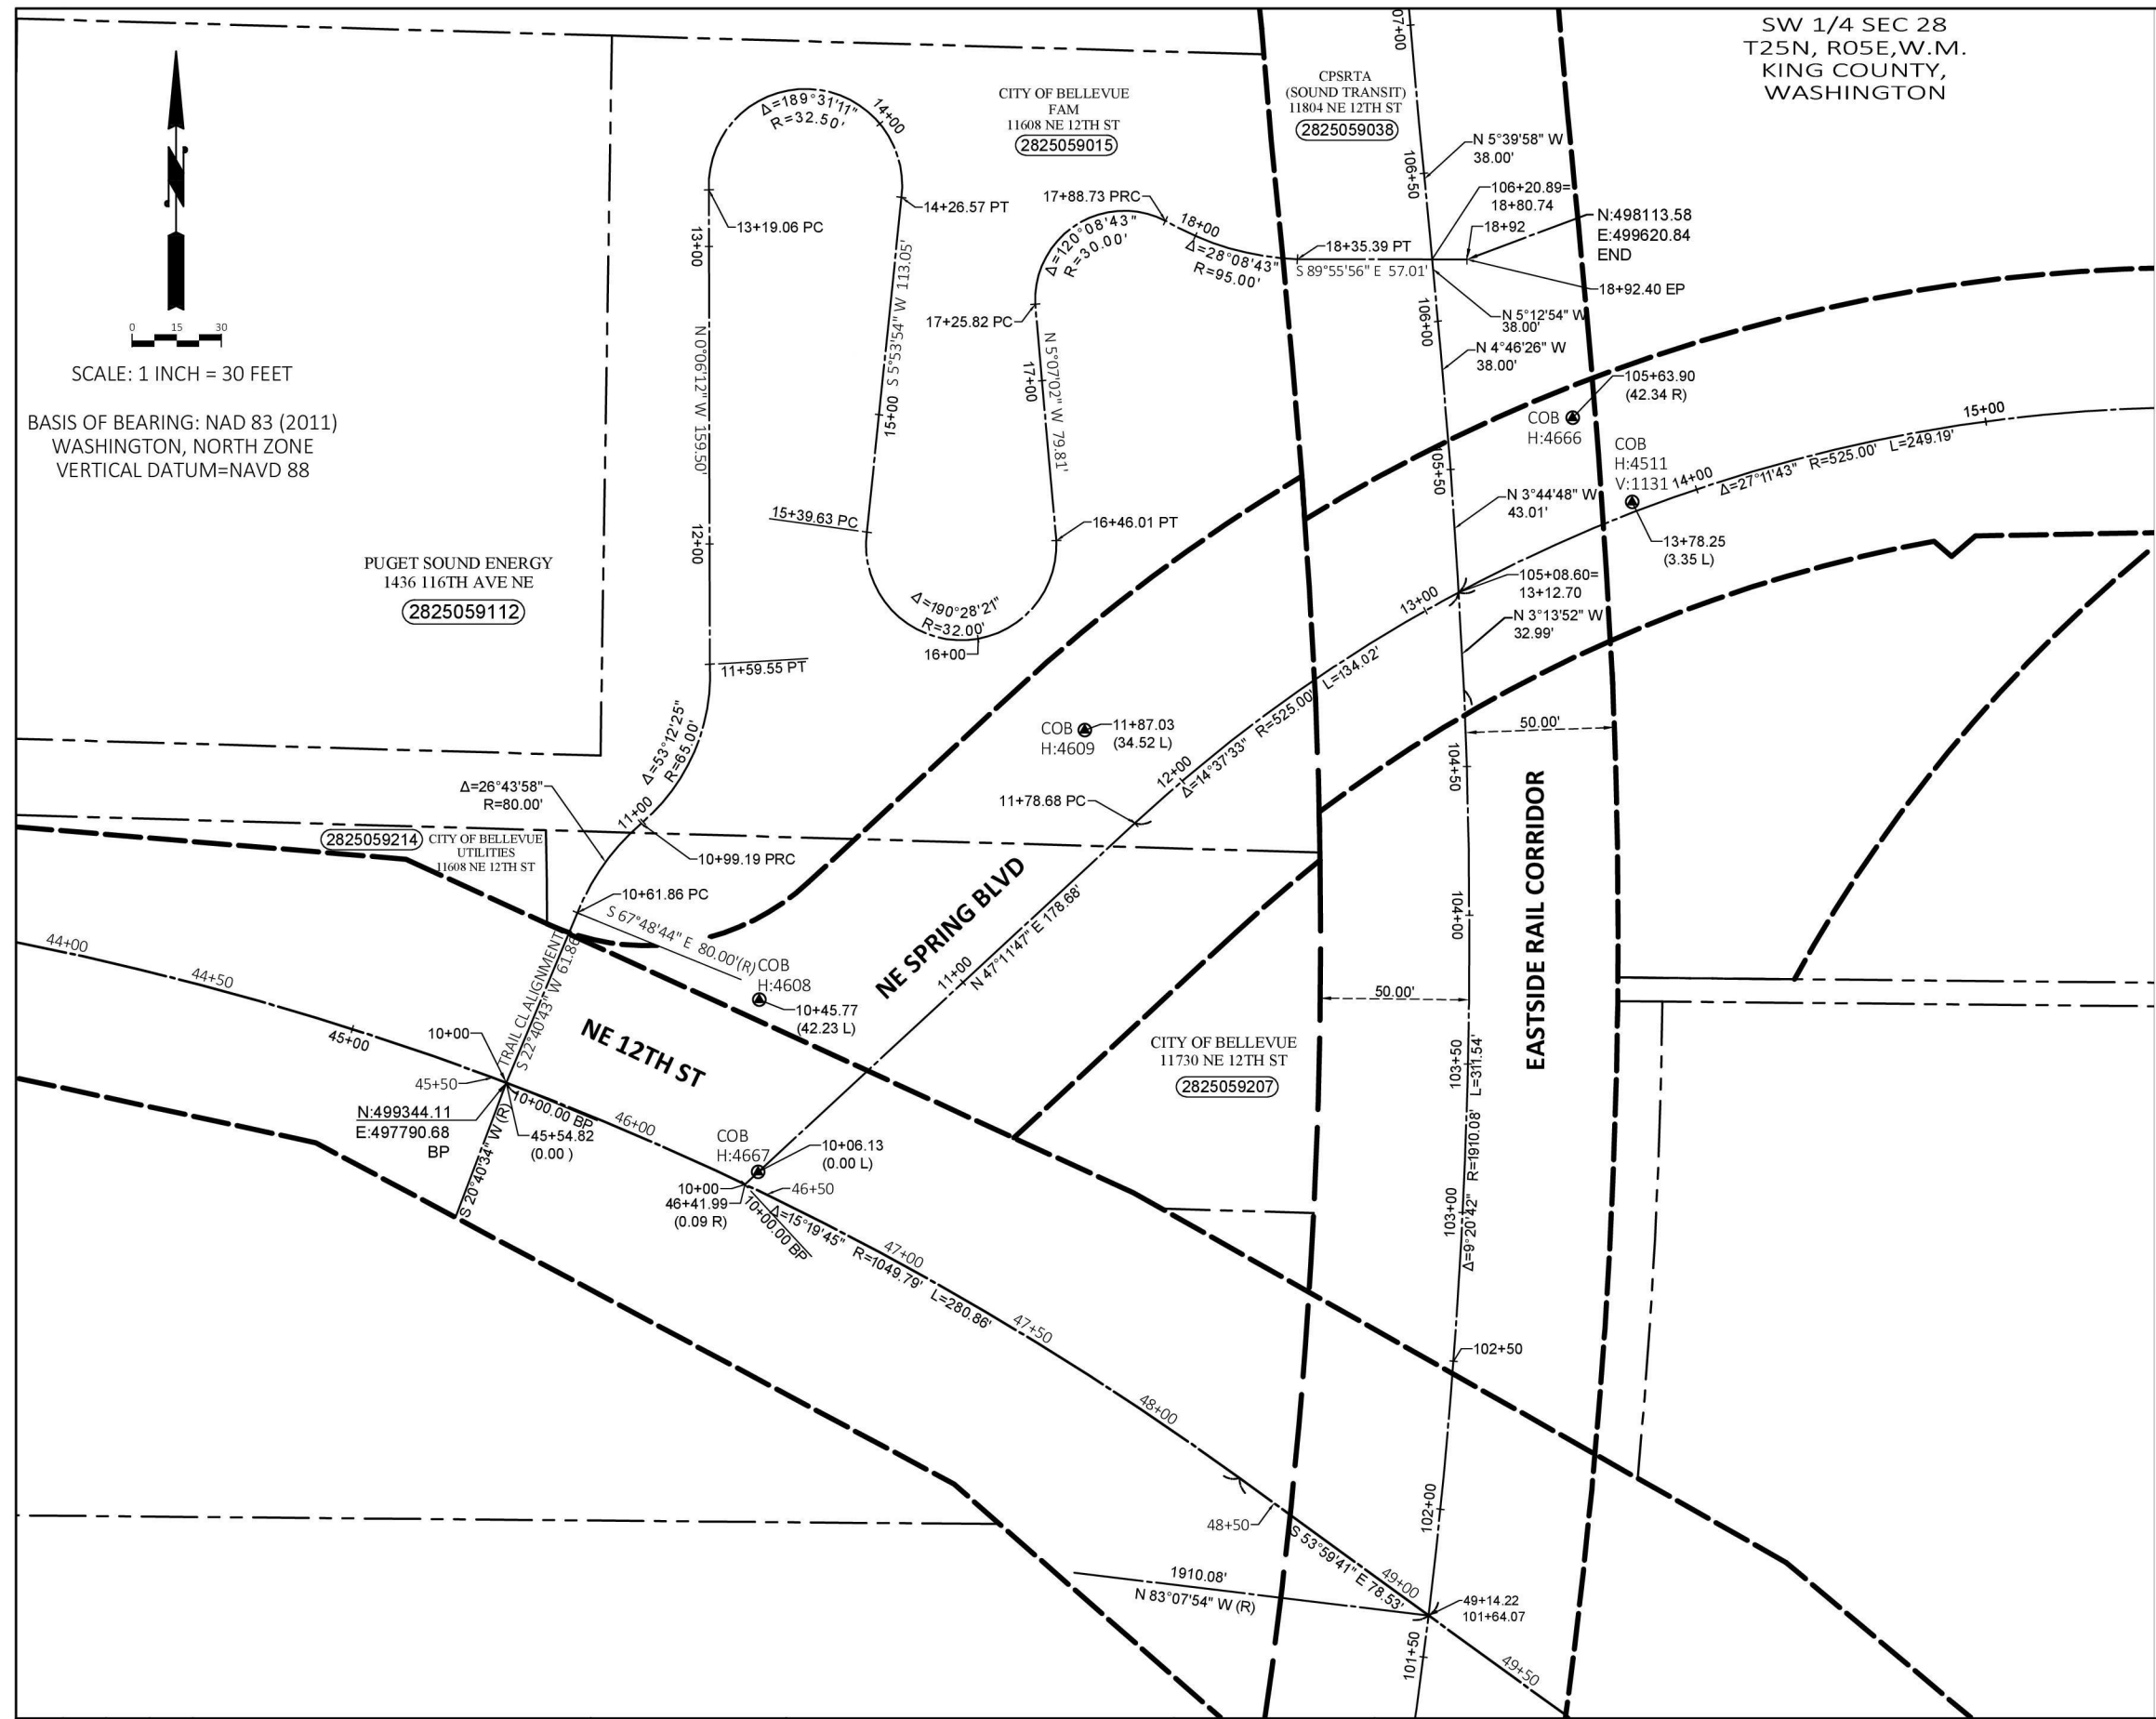 SW 1/4 SEC 28
T25N, R05E,W.M.
KING COUNTY,
WASHINGTON
N
0 15 30
SCALE: 1 INCH = 30 FEET
BASIS OF BEARING: NAD 83 (2011)
WASHINGTON, NORTH ZONE
VERTICAL DATUM=NAVD 88
CITY OF BELLEVUE
FAM
11608 NE 12TH ST
2825059015
CPSRTA
(SOUND TRANSIT)
11804 NE 12TH ST
2825059038
07+00
Δ=189°31'11"
R=32.50'
14+00
13+19.06 PC
14+26.57 PT
13+00
N 0°06'12" W 159.50'
12+00
15+00 S 5°53'54" W 113.05'
15+39.63 PC
11+59.55 PT
Δ=190°28'21"
R=32.00'
16+00
16+46.01 PT
17+00
N 5°07'02" W 79.81'
17+25.82 PC
Δ=120°08'43"
R=30.00'
17+88.73 PRC
18+00
Δ=28°08'43"
R=95.00'
18+35.39 PT
S 89°55'56" E 57.01'
106+50
N 5°39'58" W
38.00'
106+20.89=
18+80.74
18+92
N:498113.58
E:499620.84
END
18+92.40 EP
N 5°12'54" W
38.00'
106+00
N 4°46'26" W
38.00'
105+63.90
(42.34 R)
COB
H:4666
COB
H:4511
V:1131
14+00
Δ=27°11'43" R=525.00' L=249.19'
15+00
105+50
N 3°44'48" W
43.01'
13+78.25
(3.35 L)
105+08.60=
13+12.70
13+00
N 3°13'52" W
32.99'
PUGET SOUND ENERGY
1436 116TH AVE NE
2825059112
Δ=53°12'25"
R=65.00'
Δ=26°43'58"
R=80.00'
11+00
10+99.19 PRC
10+61.86 PC
2825059214
CITY OF BELLEVUE
UTILITIES
11608 NE 12TH ST
COB
H:4609
11+87.03
(34.52 L)
12+00
Δ=14°37'33" R=525.00' L=134.02'
11+78.68 PC
50.00'
104+50
104+00
EASTSIDE RAIL CORRIDOR
NE SPRING BLVD
11+00
N 47°11'47" E 178.68'
S 67°48'44" E 80.00'(R)
COB
H:4608
10+45.77
(42.23 L)
TRAIL CL ALIGNMENT
S 22°40'43" W 61.86'
44+00
44+50
45+00
10+00
45+50
NE 12TH ST
N:499344.11
E:497790.68
BP
10+00.00 BP
45+54.82
(0.00 )
S 20°40'34" W (R)
46+00
COB
H:4667
10+06.13
(0.00 L)
10+00
46+41.99
(0.09 R)
46+50
10+00.00 BP
Δ=15°19'45" R=1049.79' L=280.86'
47+00
47+50
48+00
50.00'
CITY OF BELLEVUE
11730 NE 12TH ST
2825059207
103+50
103+00
Δ=9°20'42" R=1910.08' L=311.54'
102+50
102+00
48+50
S 53°59'41" E 78.53'
49+00
1910.08'
N 83°07'54" W (R)
49+14.22
101+64.07
101+50
49+50